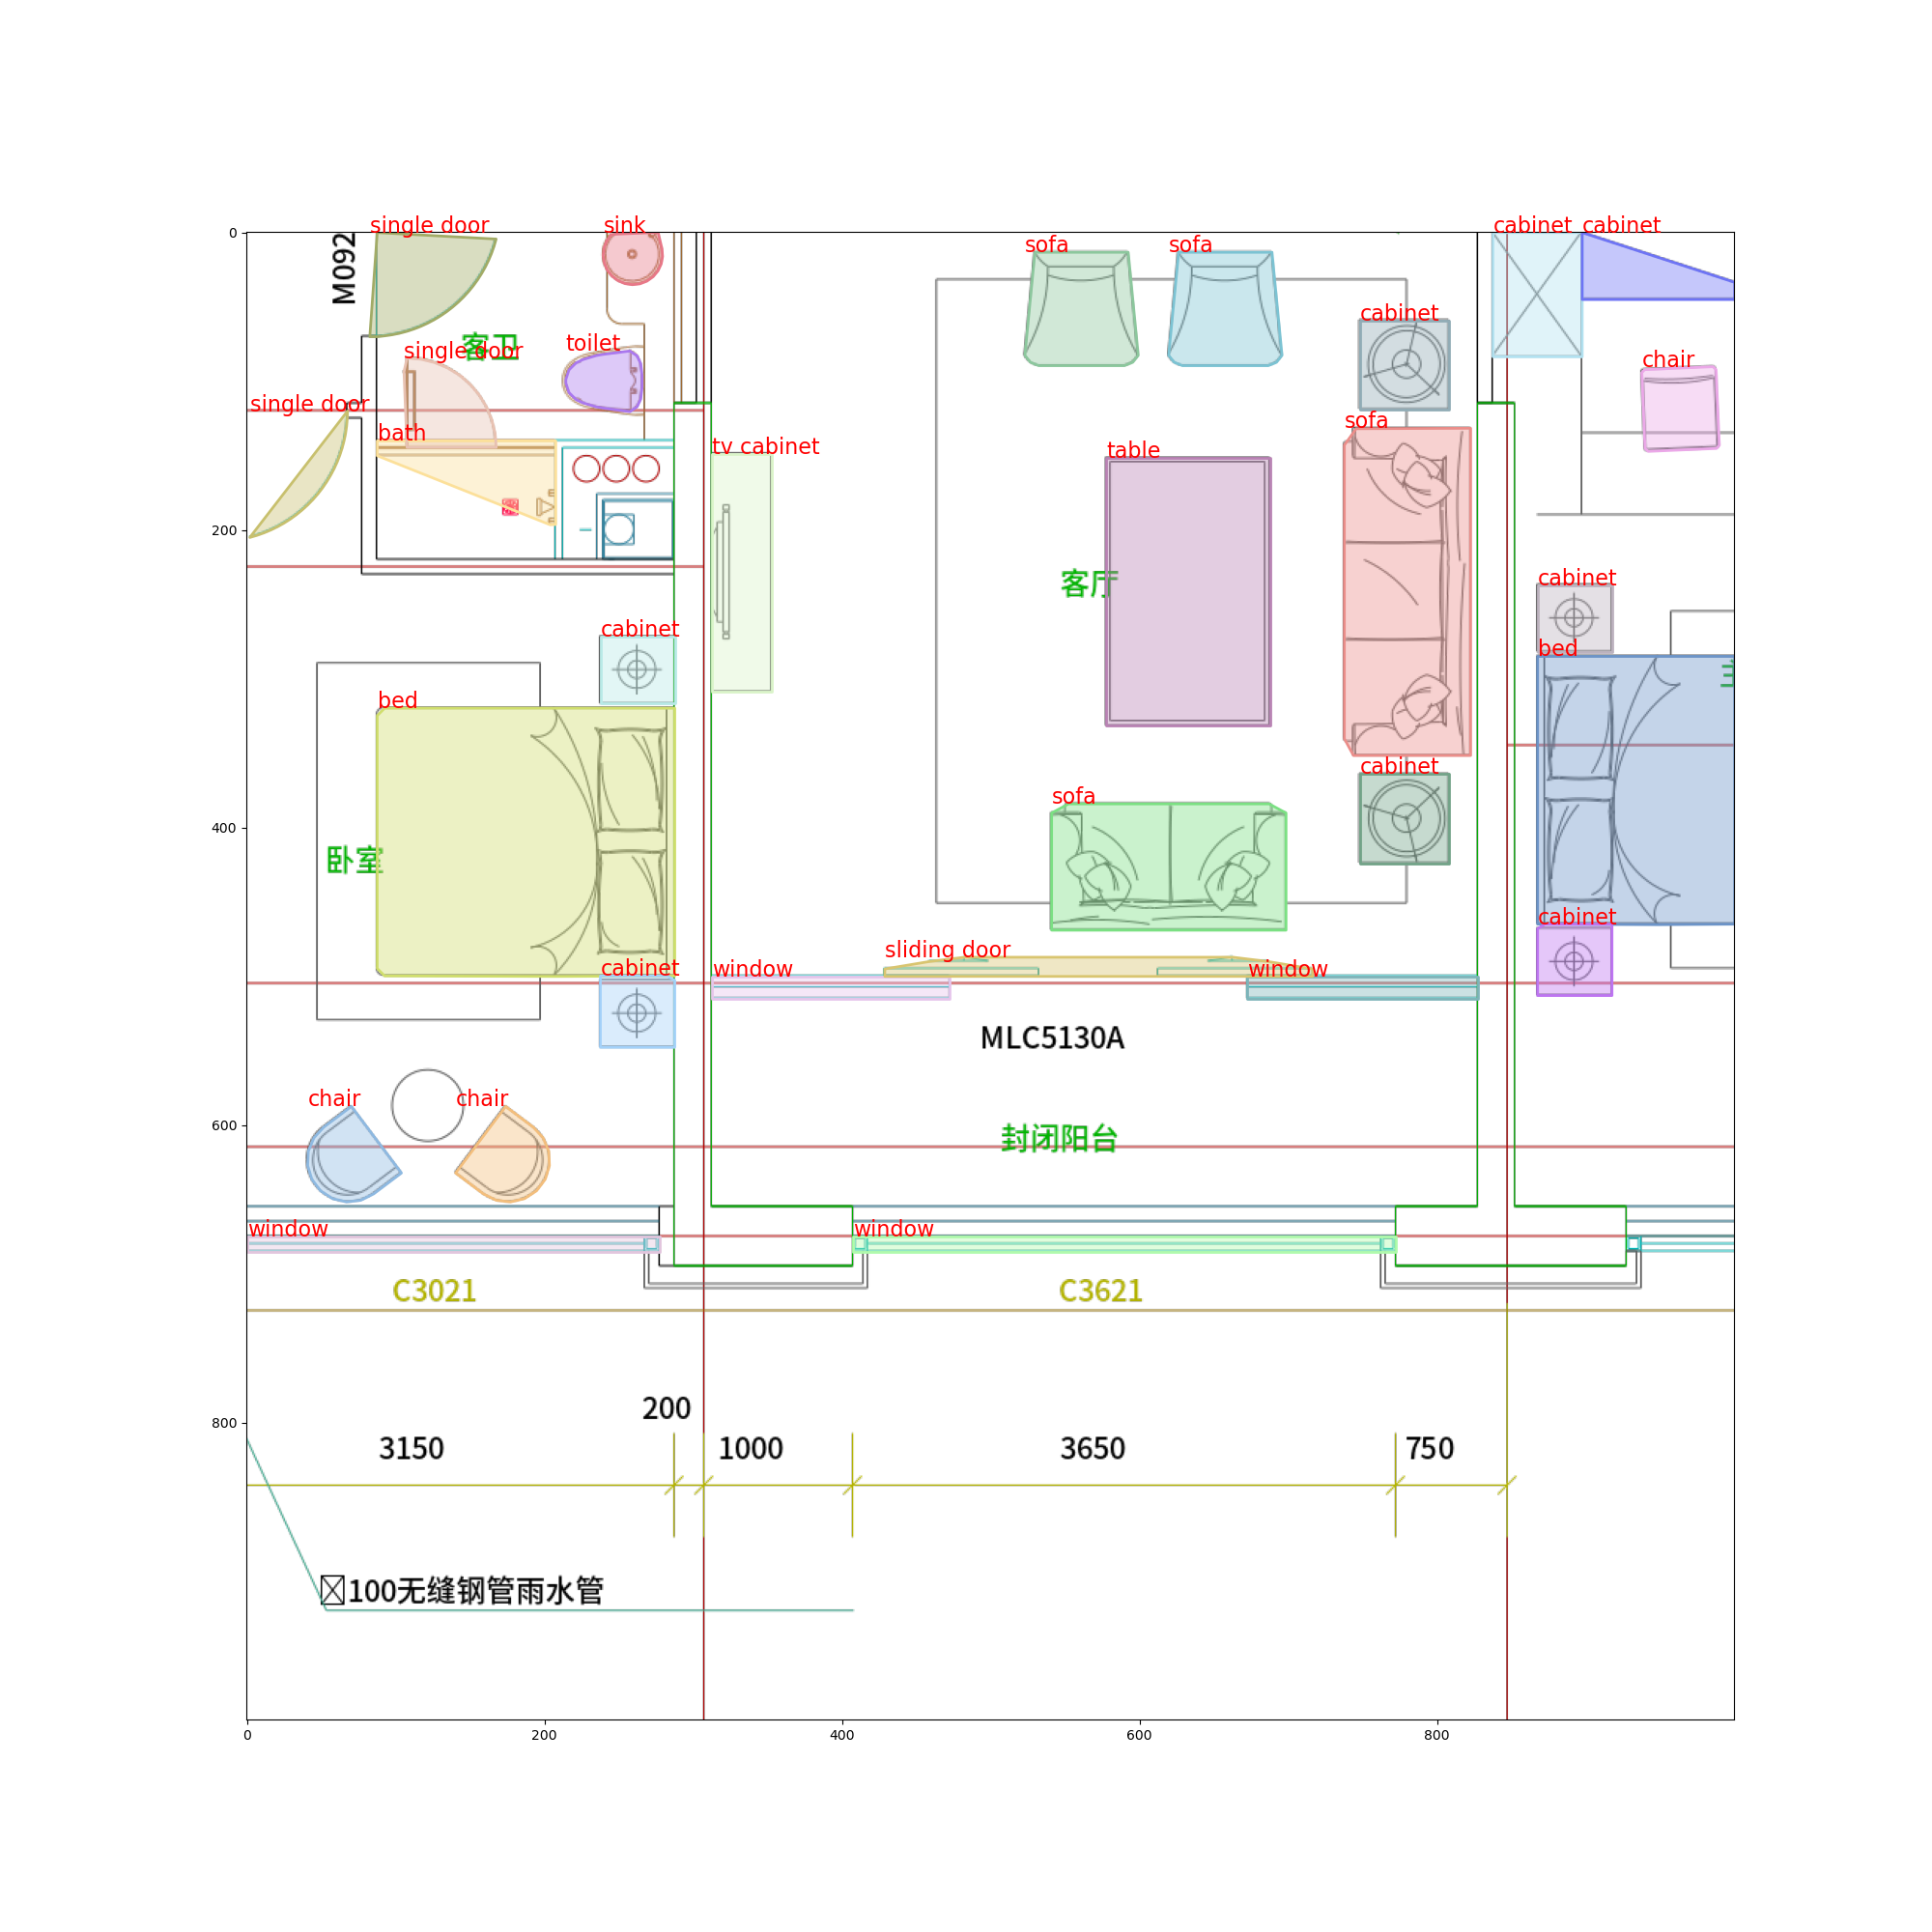 single door
sink
sofa
sofa
cabinet
cabinet
0
M092
cabinet
客卫
single door
toilet
chair
single door
bath
tv cabinet
table
sofa
200
客厅
cabinet
cabinet
bed
bed
cabinet
sofa
400
卧室
cabinet
sliding door
cabinet
window
window
MLC5130A
chair
chair
600
封闭阳台
window
window
C3021
C3621
200
800
3150
1000
3650
750
100无缝钢管雨水管
0
200
400
600
800